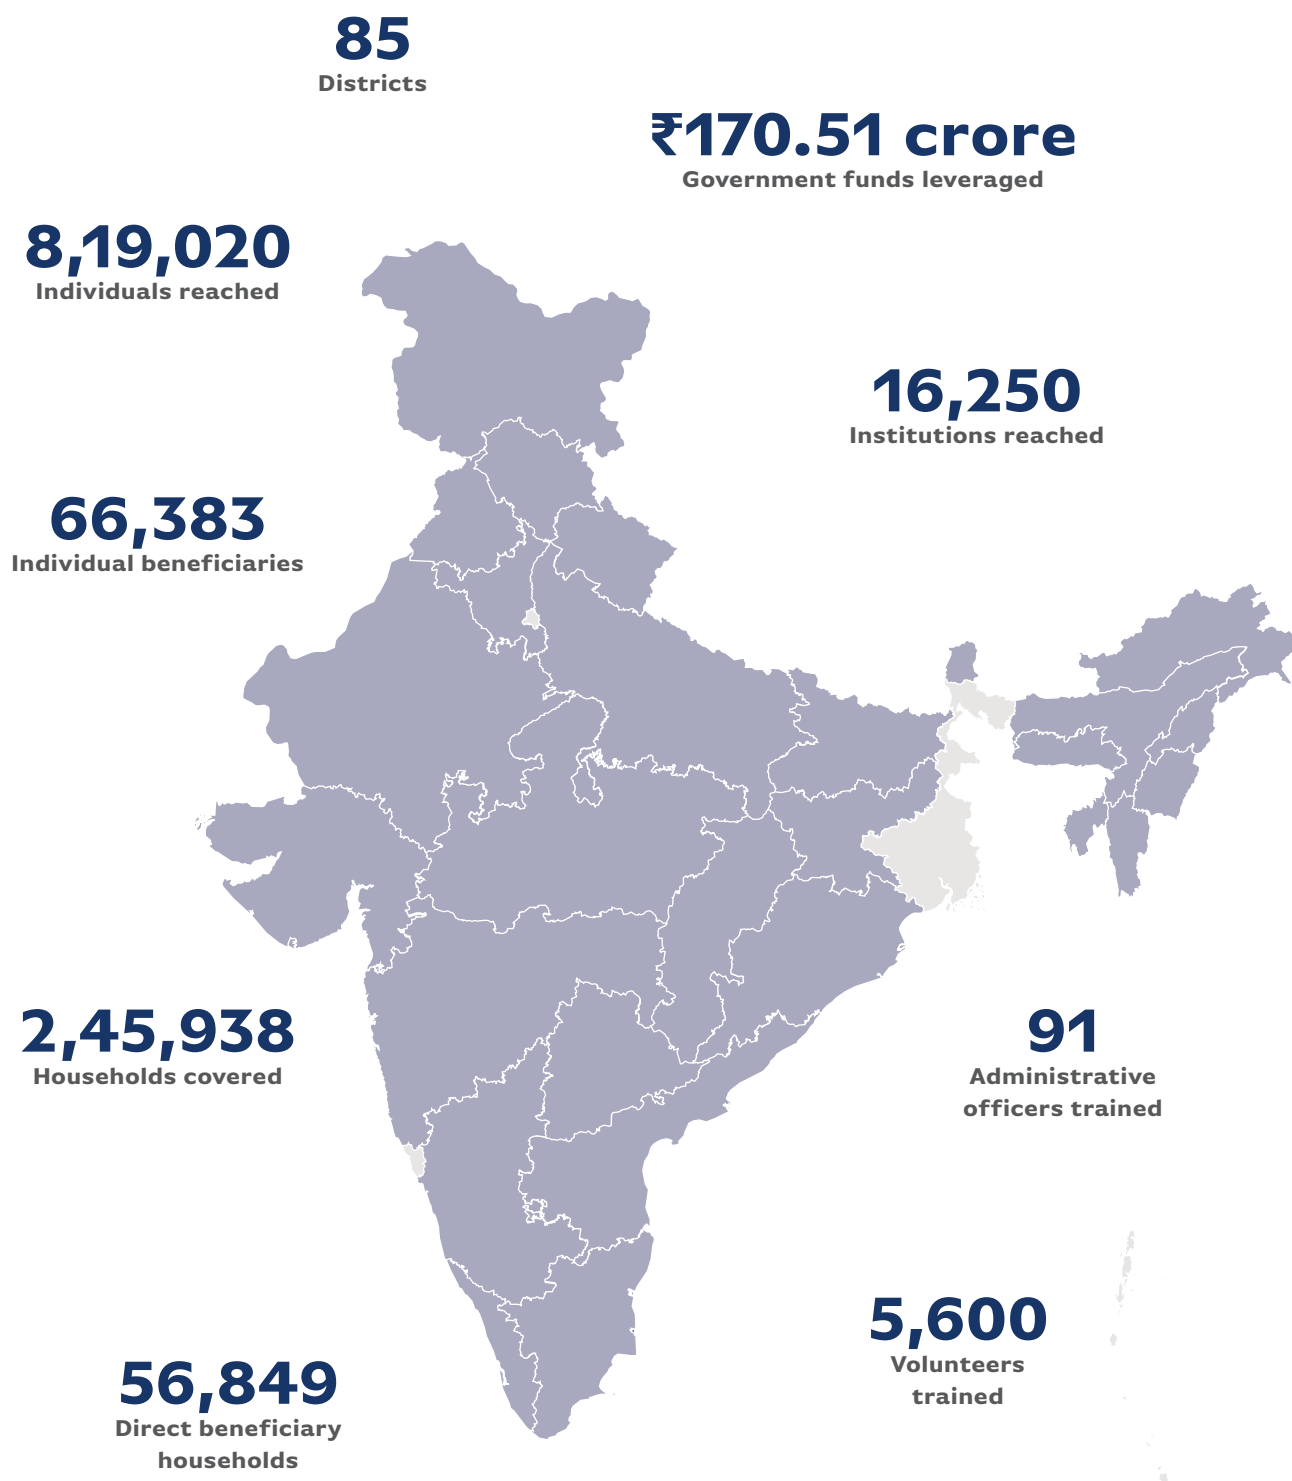 85
Districts
₹170.51 crore
Government funds leveraged
8,19,020
Individuals reached
16,250
Institutions reached
66,383
Individual beneficiaries
2,45,938
Households covered
91
Administrative
officers trained
5,600
Volunteers
trained
56,849
Direct beneficiary
households